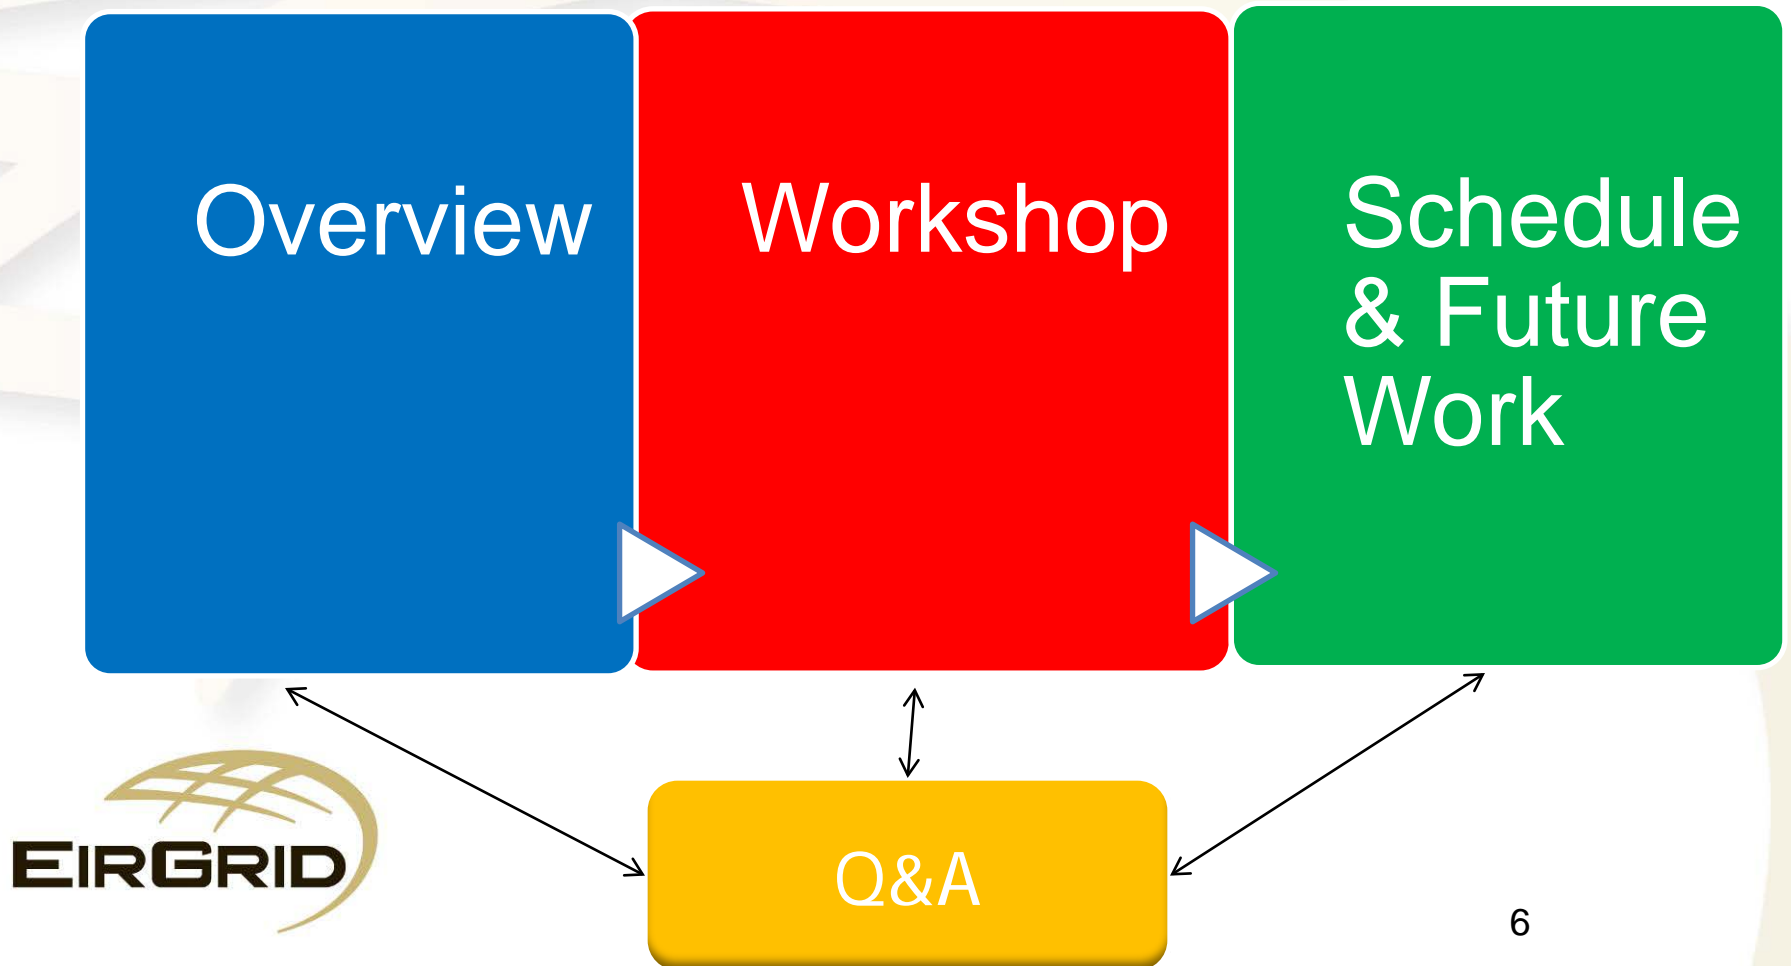 Overview
Workshop
Schedule
& Future
Work
EIRGRID
Q&A
6